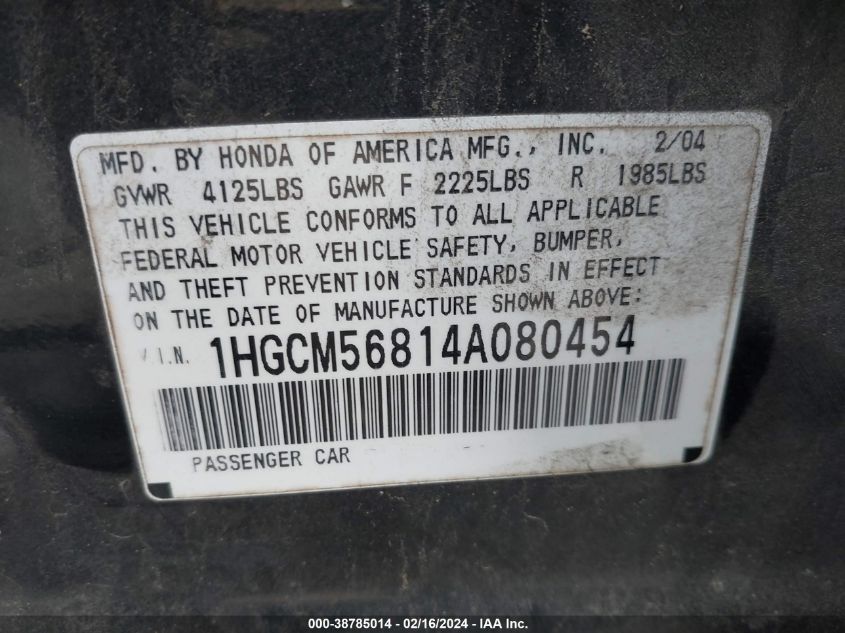 MFD. BY HONDA OF AMERICA MFG., INC. 2/04
GVWR 4125LBS GAWR F 2225LBS R 1985LBS
THIS VEHICLE CONFORMS TO ALL APPLICABLE
FEDERAL MOTOR VEHICLE SAFETY, BUMPER,
AND THEFT PREVENTION STANDARDS IN EFFECT
ON THE DATE OF MANUFACTURE SHOWN ABOVE:
V.I.N. 1HGCM56814A080454
PASSENGER CAR
000-38785014 - 02/16/2024 - IAA Inc.